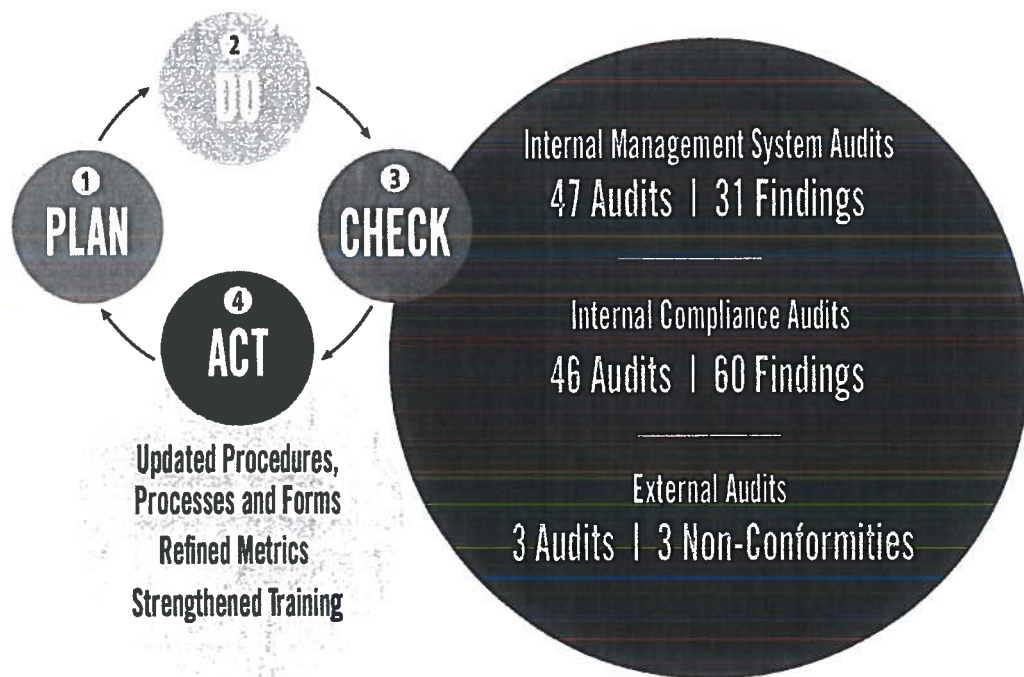 2
DO
1
PLAN
3
CHECK
4
ACT
Updated Procedures,
Processes and Forms
Refined Metrics
Strengthened Training
Internal Management System Audits
47 Audits | 31 Findings
Internal Compliance Audits
46 Audits | 60 Findings
External Audits
3 Audits | 3 Non-Conformities